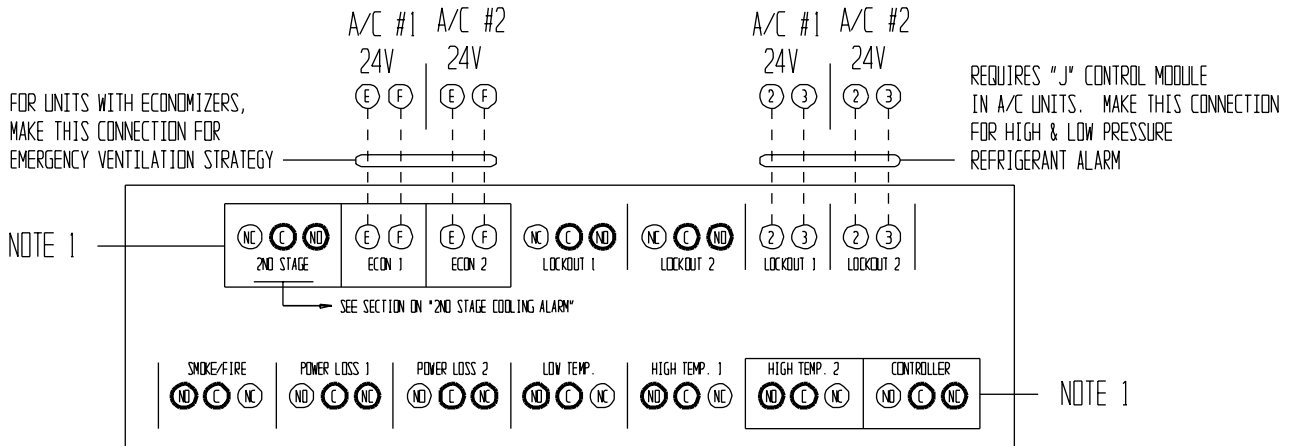 A/C #1 A/C #2
24V 24V
E F E F
A/C #1 A/C #2
24V 24V
2 3 2 3
FOR UNITS WITH ECONOMIZERS,
MAKE THIS CONNECTION FOR
EMERGENCY VENTILATION STRATEGY
REQUIRES "J" CONTROL MODULE
IN A/C UNITS. MAKE THIS CONNECTION
FOR HIGH & LOW PRESSURE
REFRIGERANT ALARM
NOTE 1
NC C NO E F E F NC C NO NC C NO 2 3 2 3
2ND STAGE ECON 1 ECON 2 LOCKOUT 1 LOCKOUT 2 LOCKOUT 1 LOCKOUT 2
SEE SECTION ON "2ND STAGE COOLING ALARM"
SMOKE/FIRE POWER LOSS 1 POWER LOSS 2 LOW TEMP. HIGH TEMP. 1 HIGH TEMP. 2 CONTROLLER
NO C NC NO C NC NO C NC NO C NC NO C NC NO C NC NO C NC
NOTE 1